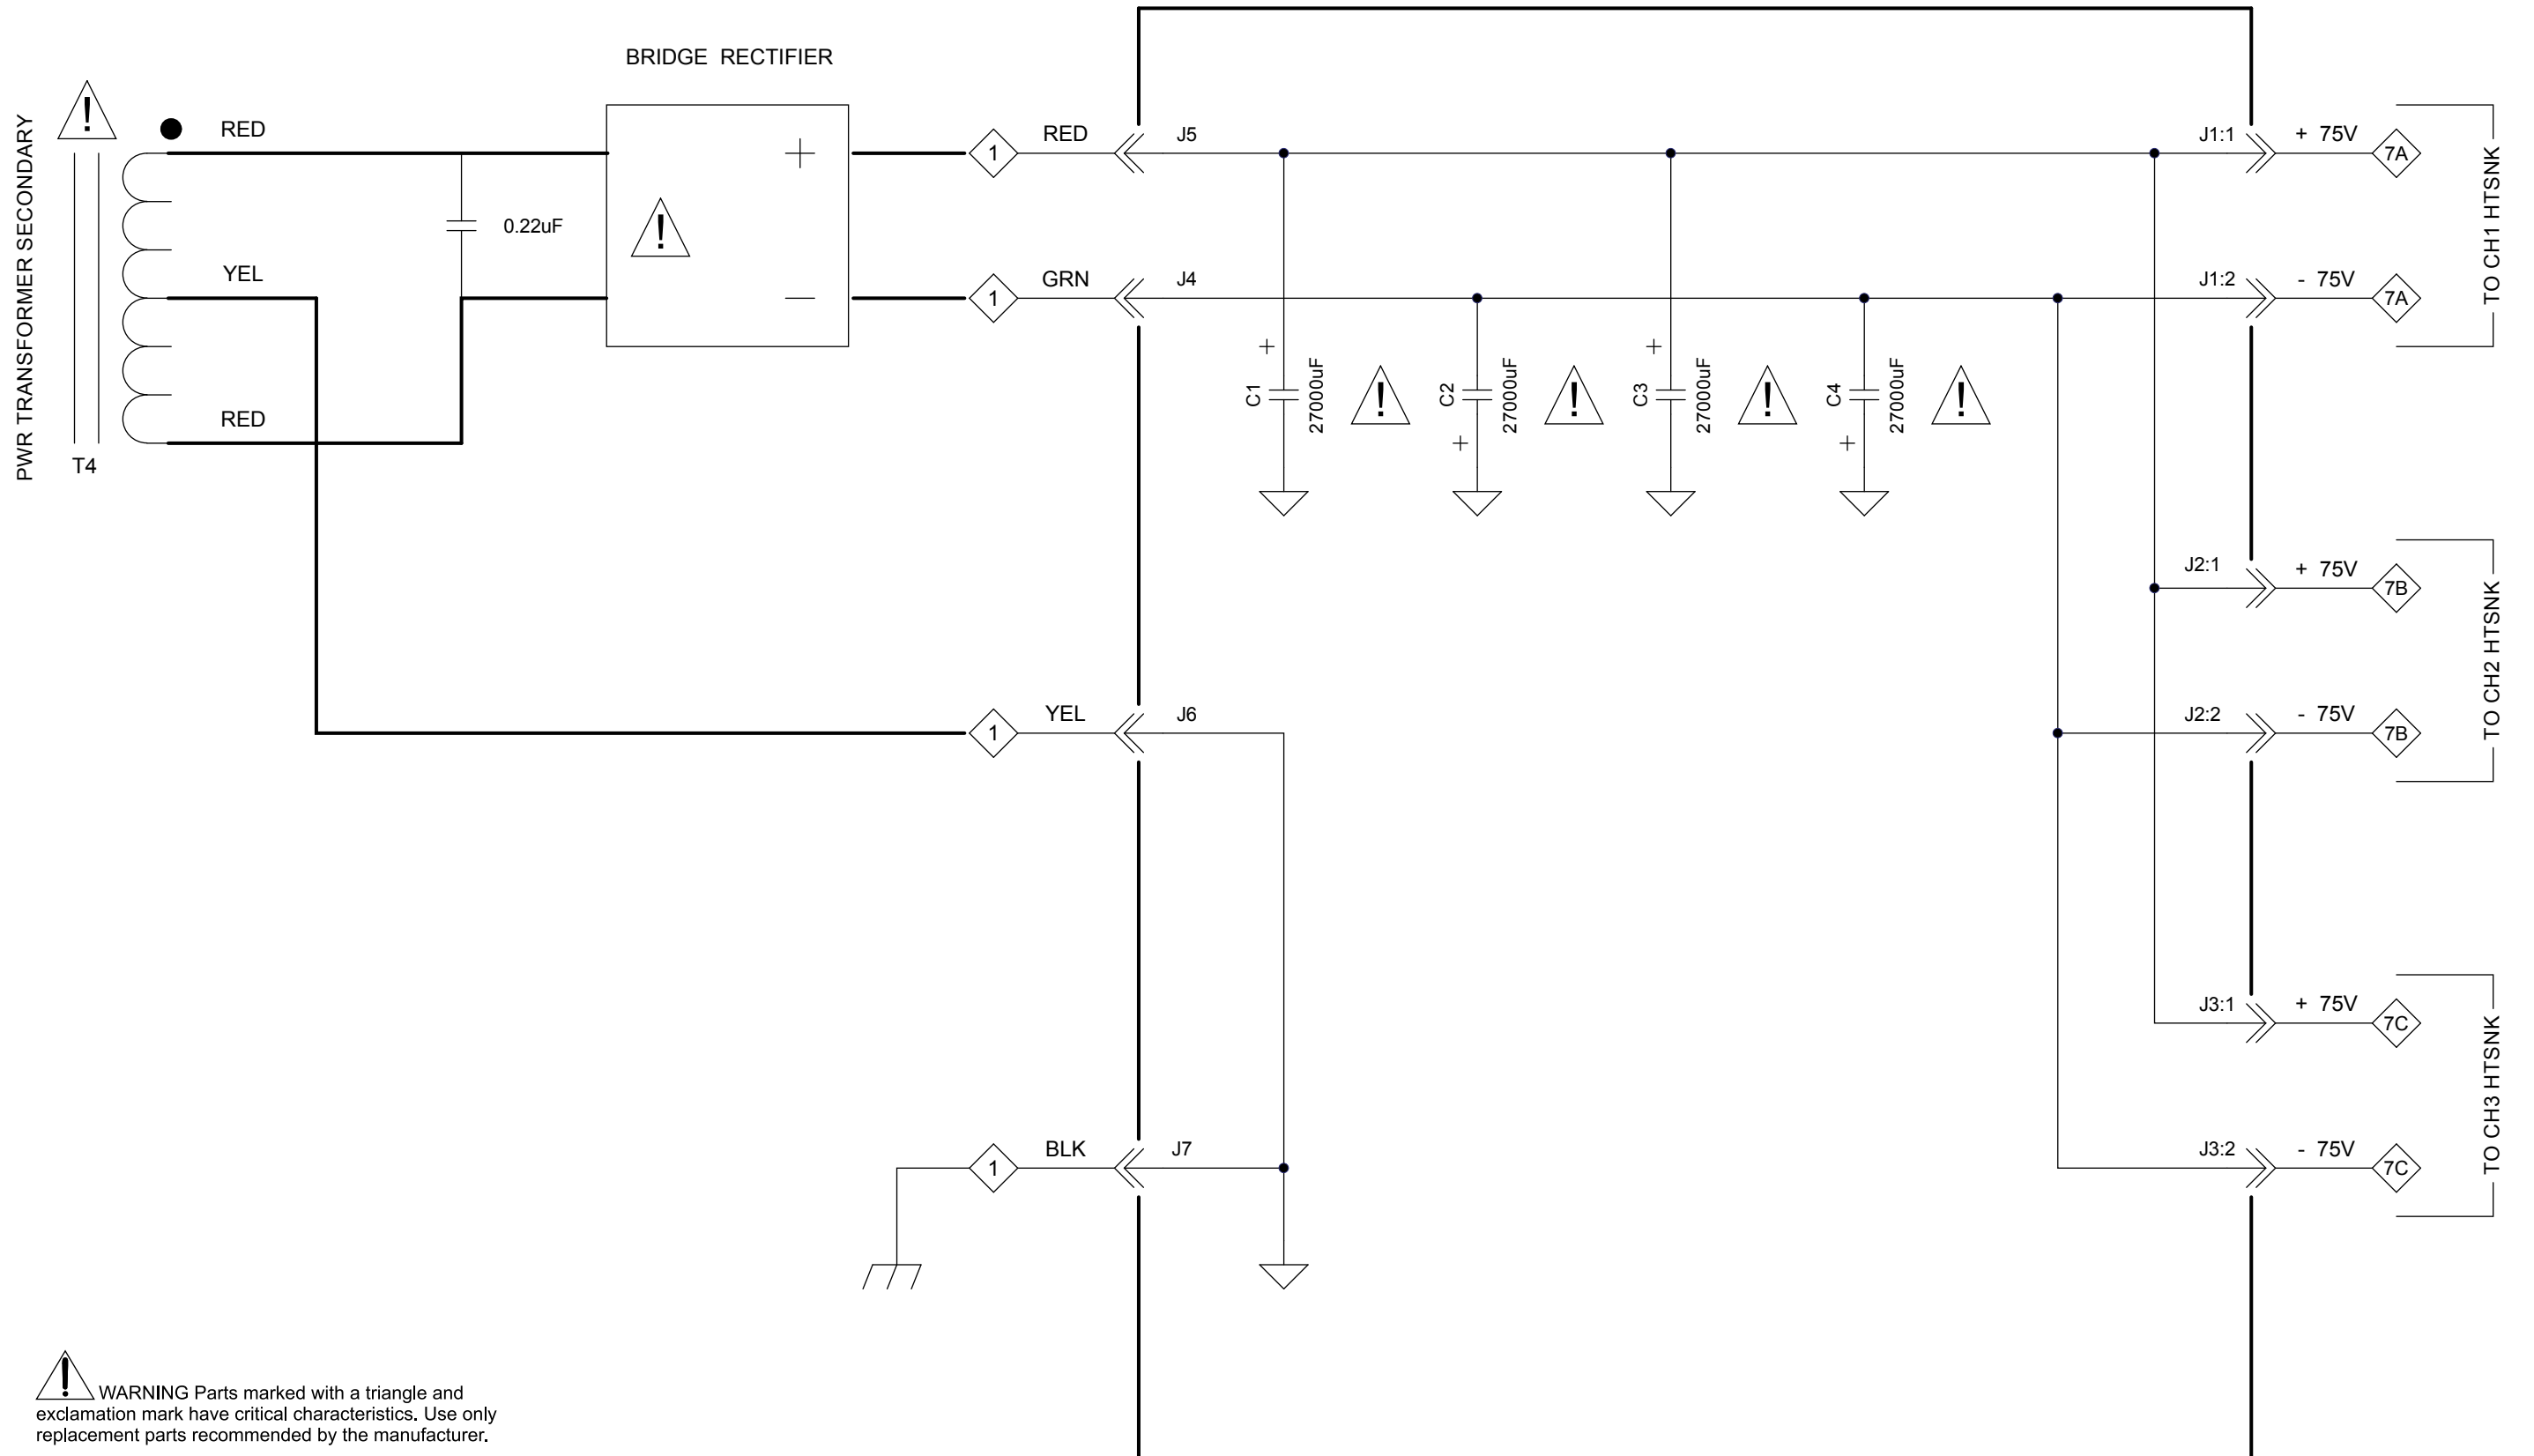 BRIDGE RECTIFIER
PWR TRANSFORMER SECONDARY
!
RED
YEL
RED
T4
0.22uF
!
+
—
1
RED
J5
1
GRN
J4
+
C1
27000uF
!
C2
27000uF
+
!
+
C3
27000uF
!
C4
27000uF
+
!
J1:1
+ 75V
7A
J1:2
- 75V
7A
TO CH1 HTSNK
J2:1
+ 75V
7B
J2:2
- 75V
7B
TO CH2 HTSNK
1
YEL
J6
J3:1
+ 75V
7C
J3:2
- 75V
7C
TO CH3 HTSNK
1
BLK
J7
! WARNING Parts marked with a triangle and
exclamation mark have critical characteristics. Use only
replacement parts recommended by the manufacturer.